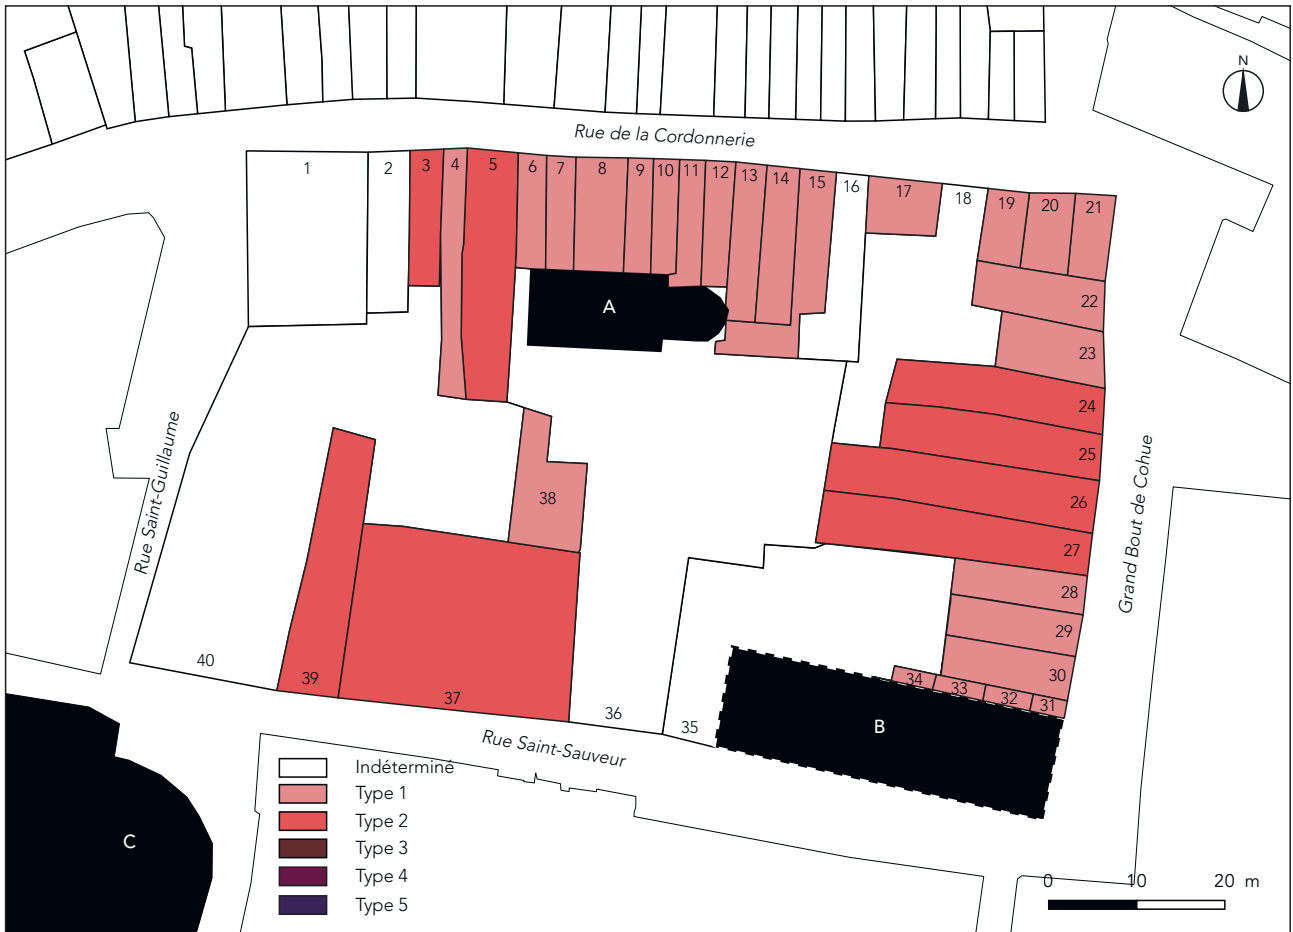 N
Rue de la Cordonnerie
1
2
3
4
5
6
7
8
9
10
11
12
13
14
15
16
17
18
19
20
21
22
23
24
25
26
27
28
29
30
31
32
33
34
35
36
37
38
39
40
A
B
C
Rue Saint-Guillaume
Grand Bout de Cohue
Rue Saint-Sauveur
Indéterminé
Type 1
Type 2
Type 3
Type 4
Type 5
0 10 20 m